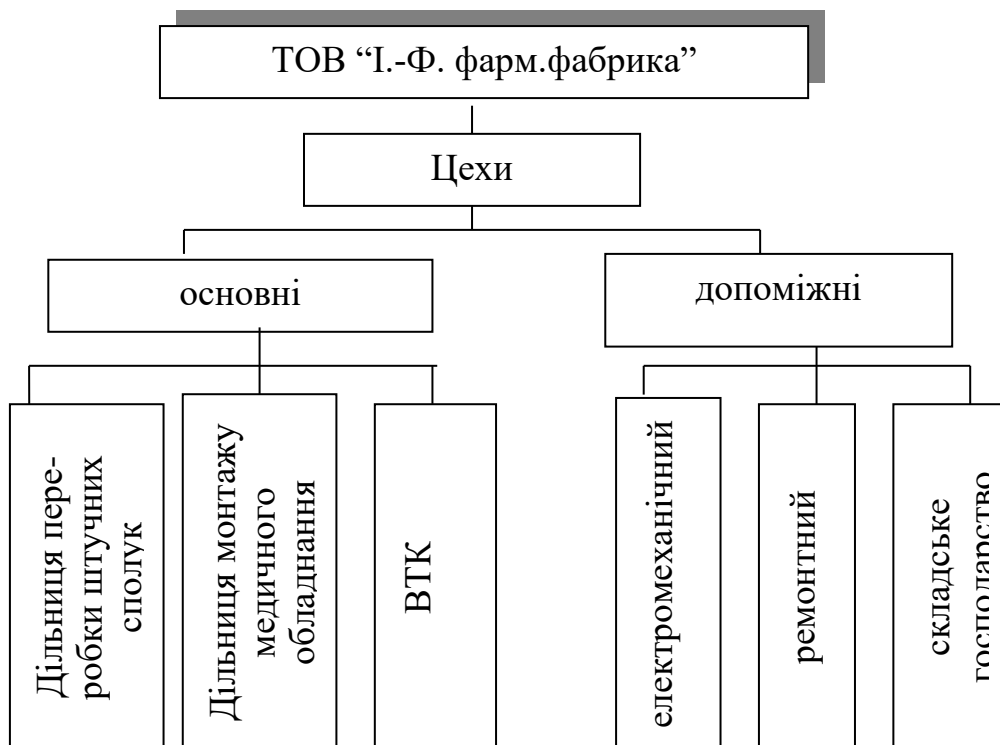 ТОВ “І.-Ф. фарм.фабрика”
Цехи
основні
допоміжні
Дільниця пере-
робки штучних
сполук
Дільниця монтажу
медичного
обладнання
ВТК
електромеханічний
ремонтний
складське
господарство